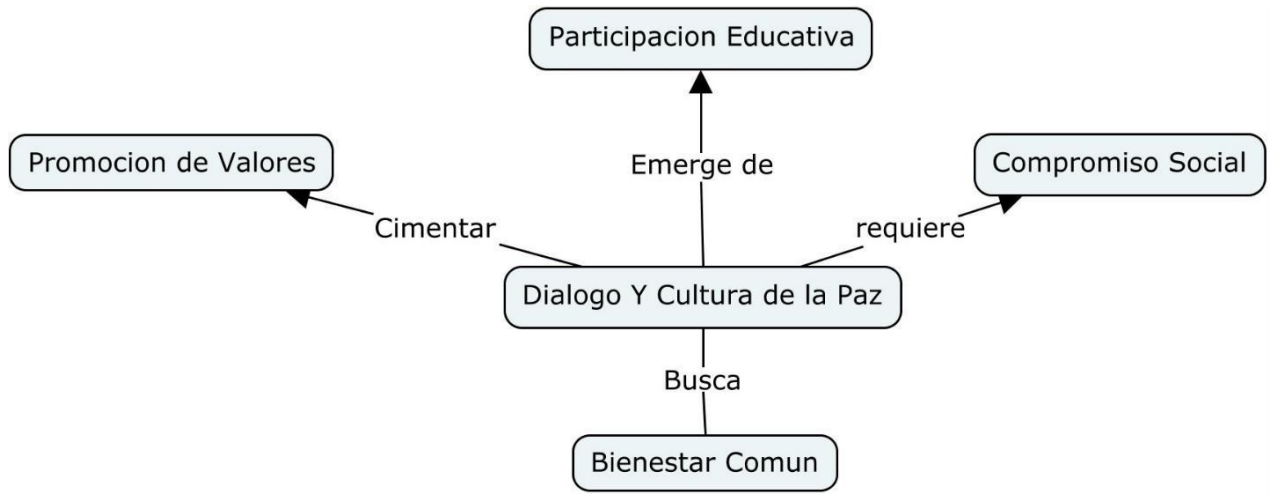 Participacion Educativa
Promocion de Valores
Emerge de
Compromiso Social
Cimentar
requiere
Dialogo Y Cultura de la Paz
Busca
Bienestar Comun